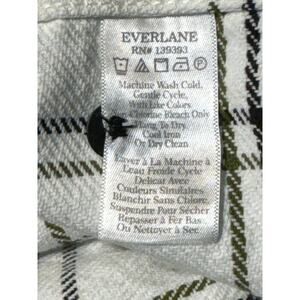 EVERLANE
RN# 139393
Machine Wash Cold,
Gentle Cycle,
With Like Colors
Chlorine Bleach Only
Hang To Dry
Cool Iron
Or Dry Clean
Laver à La Machine à
Leau Froide Cycle
Delicat Avec
Couleurs Similaires
Blanchir Sans Chlore,
Suspendre Pour Sécher
Repasser à Fer Bas
Ou Nettoyer à Sec